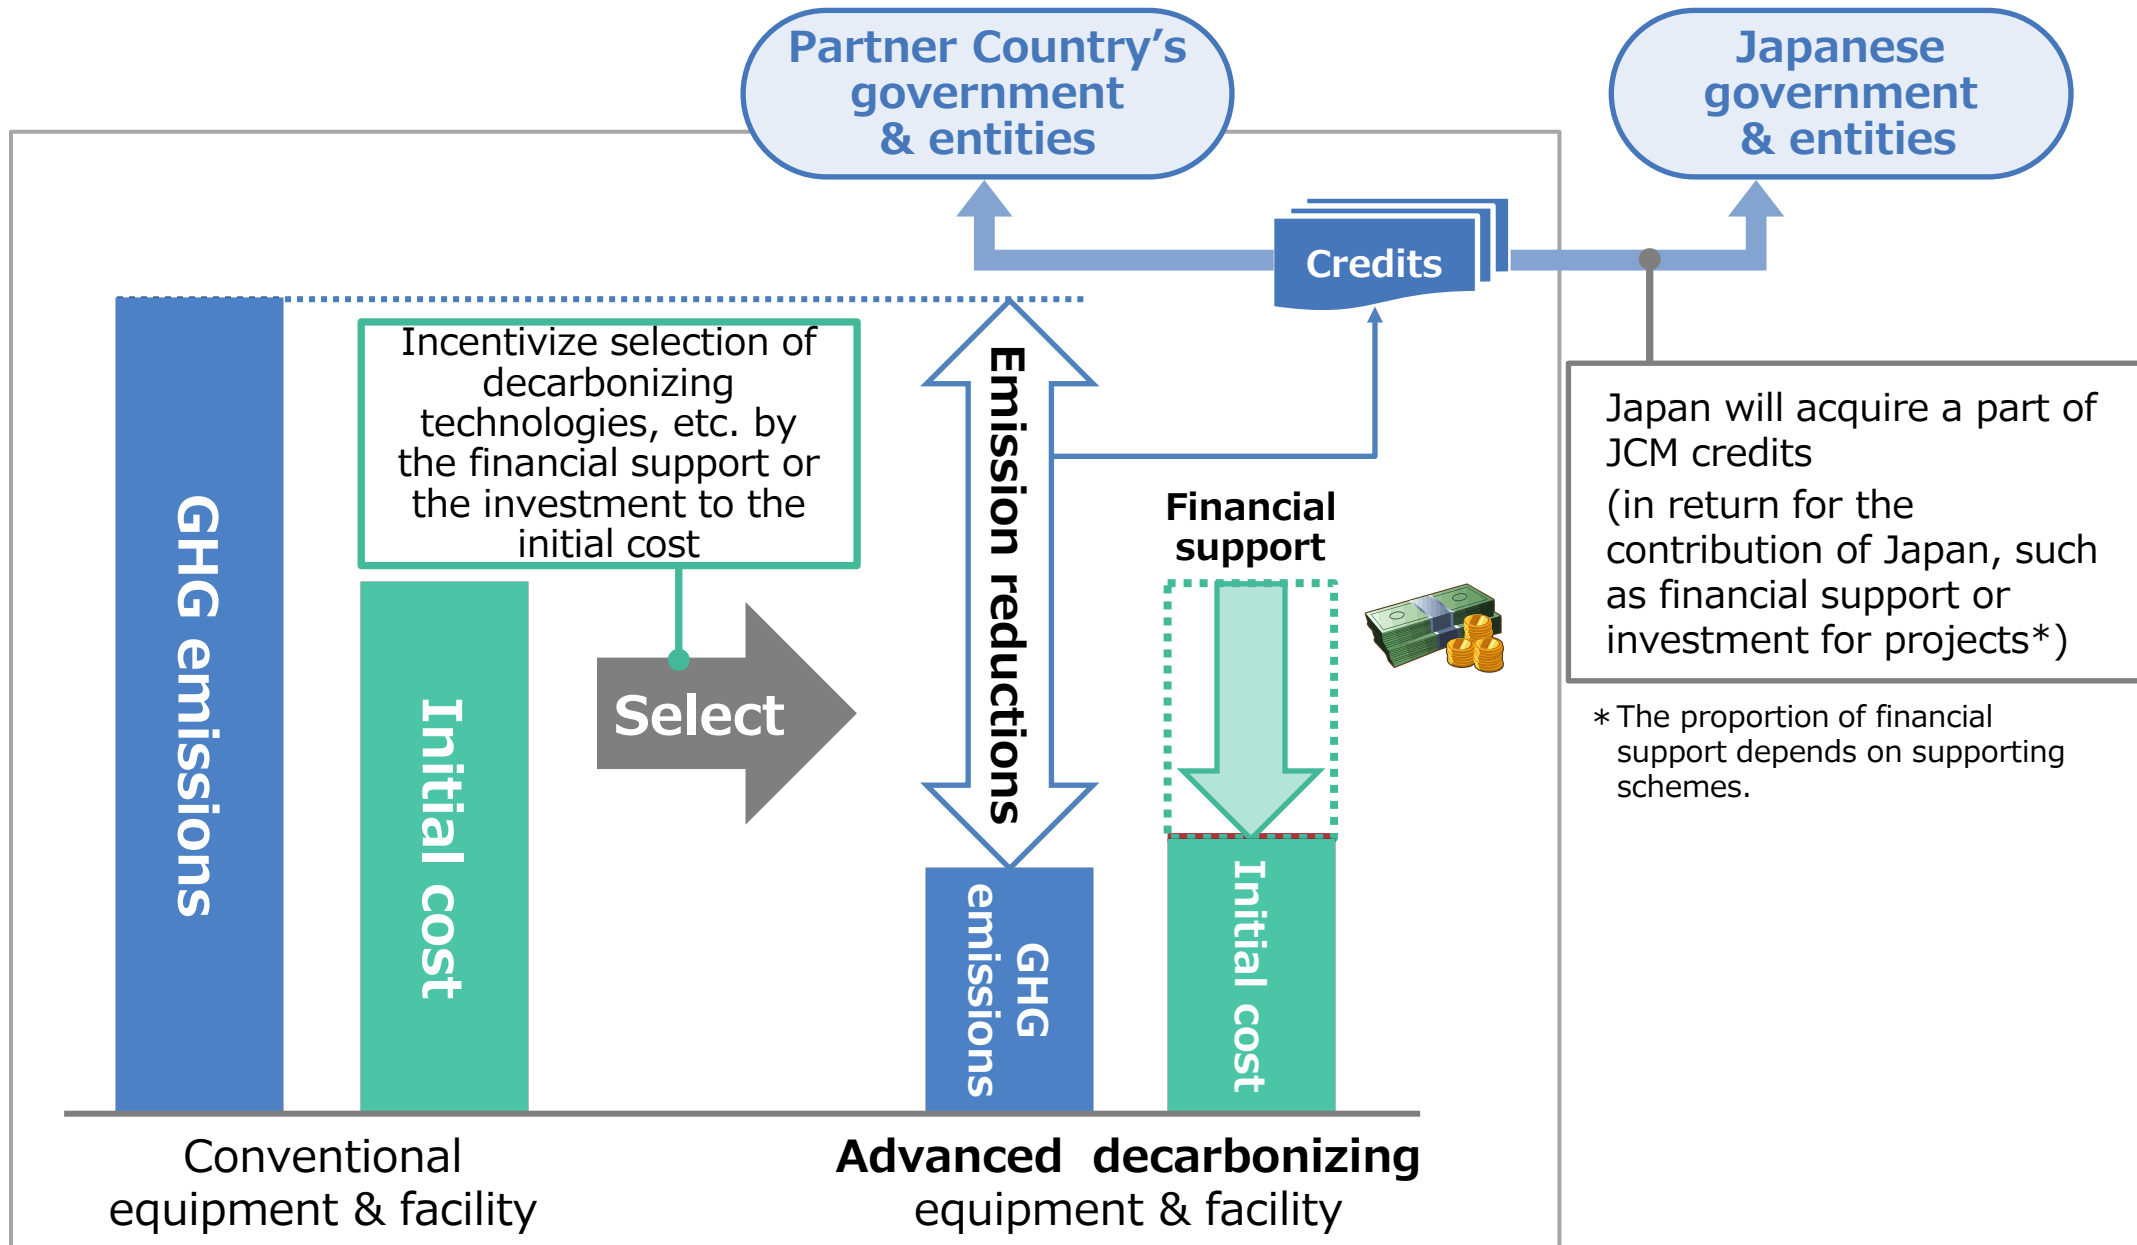 Partner Country's
government
& entities
Japanese
government
& entities
Credits
Incentivize selection of
decarbonizing
technologies, etc. by
the financial support or
the investment to the
initial cost
GHG emissions
Initial cost
Select
Emission reductions
Financial
support
GHG
emissions
Initial cost
Japan will acquire a part of
JCM credits
(in return for the
contribution of Japan, such
as financial support or
investment for projects*)
* The proportion of financial
support depends on supporting
schemes.
Conventional
equipment & facility
Advanced decarbonizing
equipment & facility